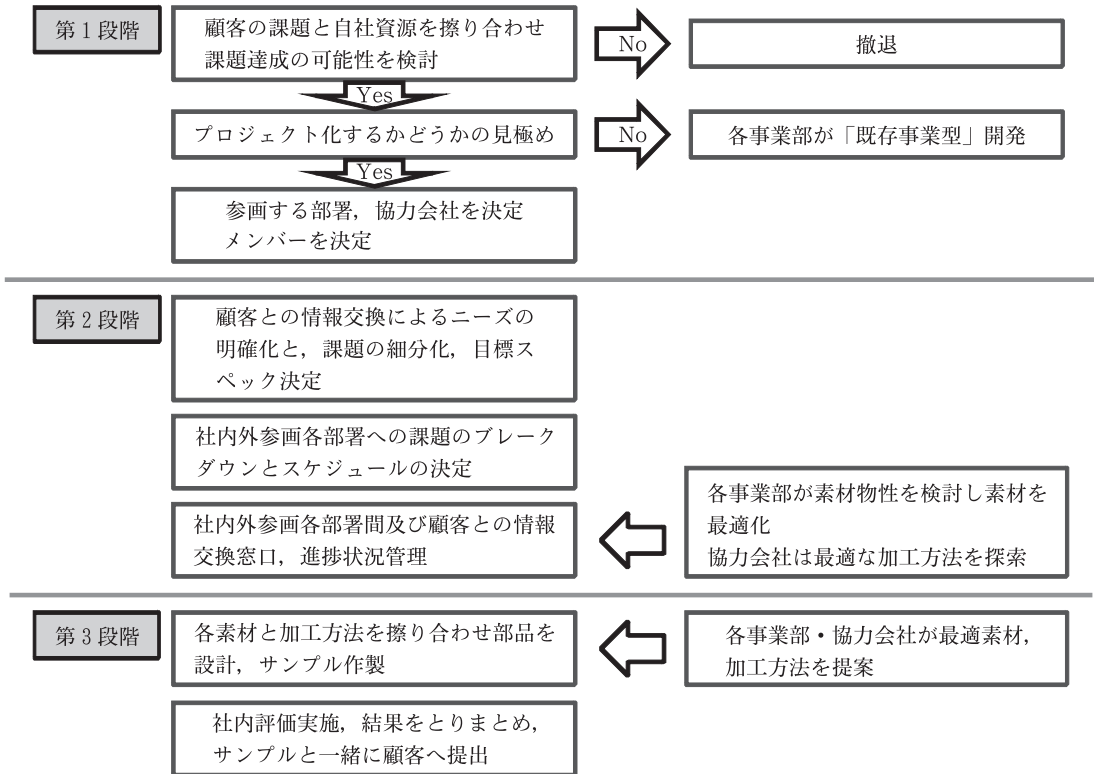 第1段階
顧客の課題と自社資源を擦り合わせ
課題達成の可能性を検討
No
撤退
Yes
プロジェクト化するかどうかの見極め
No
各事業部が「既存事業型」開発
Yes
参画する部署，協力会社を決定
メンバーを決定
第2段階
顧客との情報交換によるニーズの
明確化と，課題の細分化，目標ス
ペック決定
社内外参画各部署への課題のブレーク
ダウンとスケジュールの決定
社内外参画各部署間及び顧客との情報
交換窓口，進捗状況管理
各事業部が素材物性を検討し素材を
最適化
協力会社は最適な加工方法を探索
第3段階
各素材と加工方法を擦り合わせ部品を
設計，サンプル作製
各事業部・協力会社が最適素材，
加工方法を提案
社内評価実施，結果をとりまとめ，
サンプルと一緒に顧客へ提出